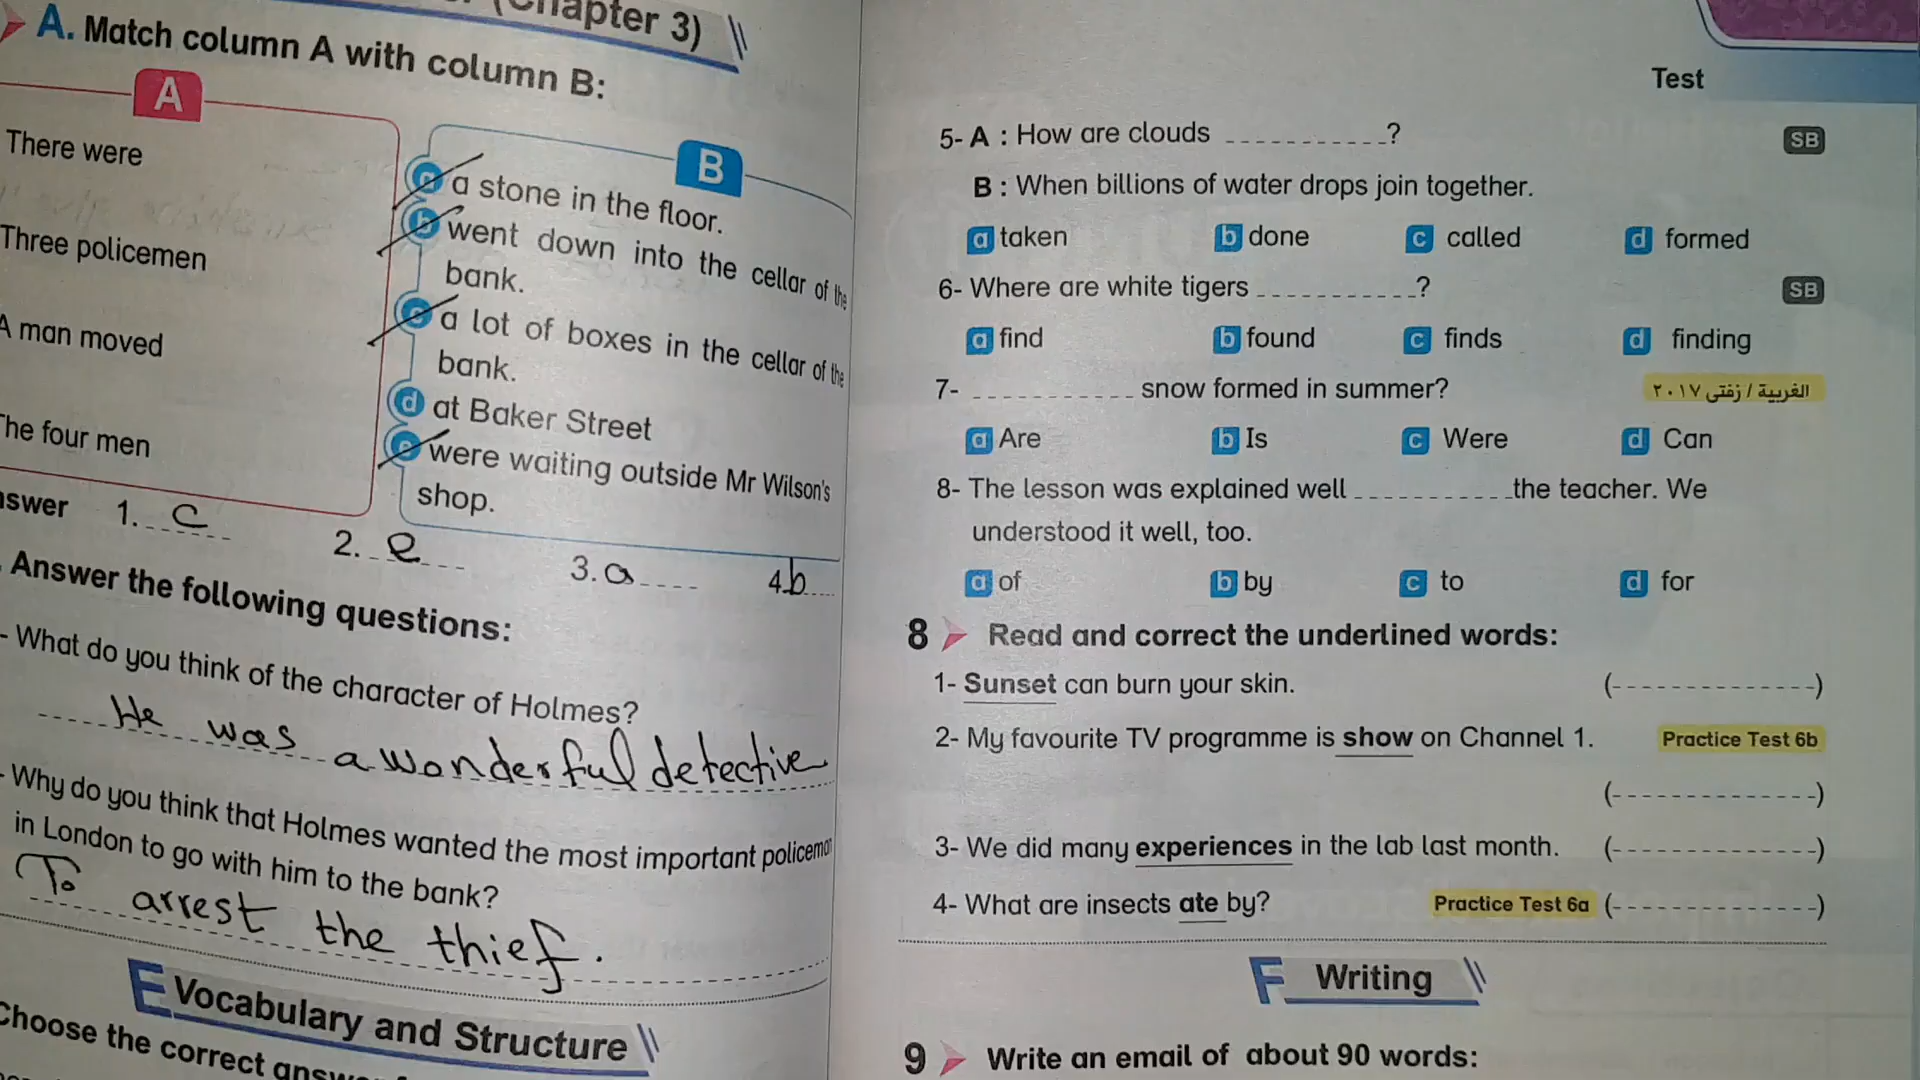 (Chapter 3)
A. Match column A with column B:
A
There were
Three policemen
A man moved
The four men
B
a a stone in the floor.
b went down into the cellar of the
bank.
c a lot of boxes in the cellar of the
bank.
d at Baker Street
e were waiting outside Mr Wilson's
shop.
1. c 2. e 3. a 4. b
Answer the following questions:
- What do you think of the character of Holmes?
He was a wonderful detective
- Why do you think that Holmes wanted the most important policeman
in London to go with him to the bank?
To arrest the thief.
E Vocabulary and Structure
Choose the correct
Test
5- A : How are clouds ------------? SB
B : When billions of water drops join together.
a taken b done c called d formed
6- Where are white tigers ------------? SB
a find b found c finds d finding
7- ------------ snow formed in summer? الغربية / زفتى ٢٠١٧
a Are b Is c Were d Can
8- The lesson was explained well ------------ the teacher. We
understood it well, too.
a of b by c to d for
8 Read and correct the underlined words:
1- Sunset can burn your skin. (--------------)
2- My favourite TV programme is show on Channel 1. Practice Test 6b
(--------------)
3- We did many experiences in the lab last month. (--------------)
4- What are insects ate by? Practice Test 6a (--------------)
F Writing
9 Write an email of about 90 words: